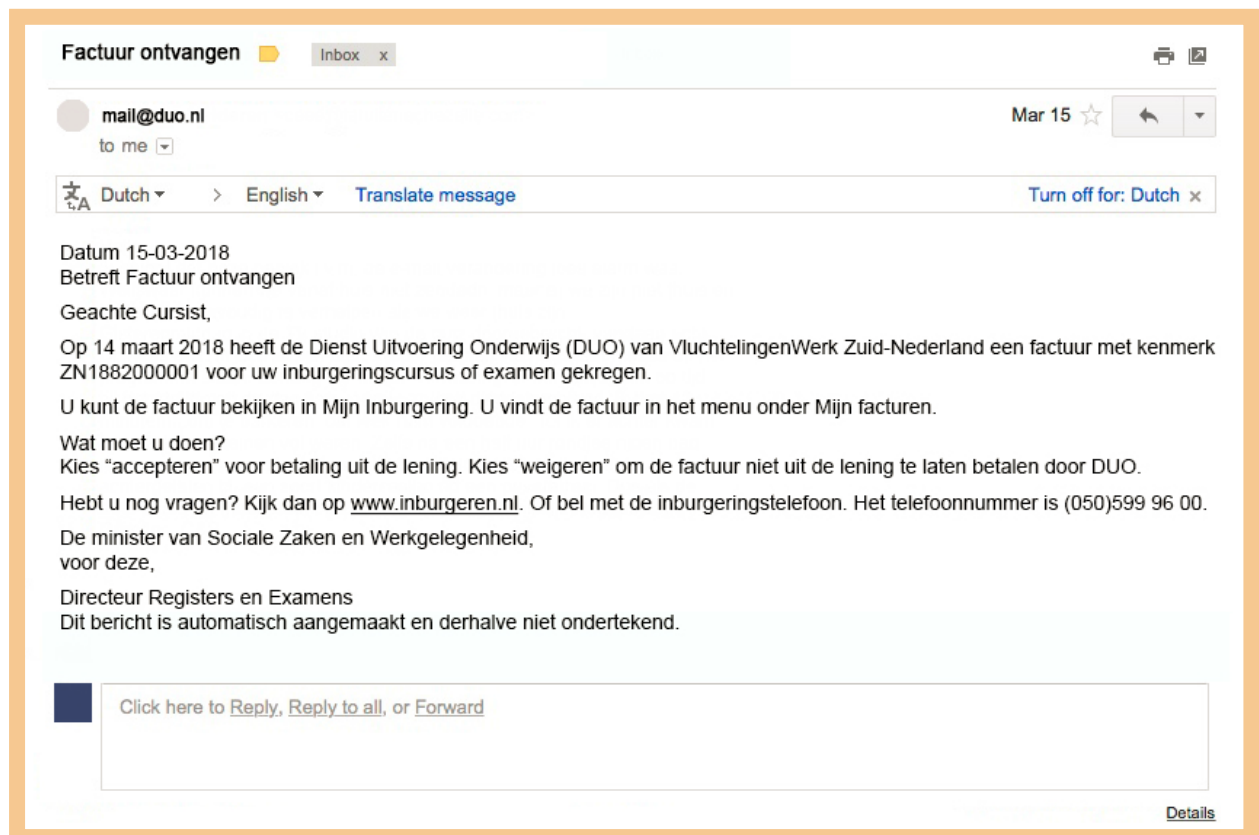 Factuur ontvangen Inbox x
mail@duo.nl Mar 15
to me
Dutch > English Translate message Turn off for: Dutch x
Datum 15-03-2018
Betreft Factuur ontvangen
Geachte Cursist,
Op 14 maart 2018 heeft de Dienst Uitvoering Onderwijs (DUO) van VluchtelingenWerk Zuid-Nederland een factuur met kenmerk
ZN1882000001 voor uw inburgeringscursus of examen gekregen.
U kunt de factuur bekijken in Mijn Inburgering. U vindt de factuur in het menu onder Mijn facturen.
Wat moet u doen?
Kies “accepteren” voor betaling uit de lening. Kies “weigeren” om de factuur niet uit de lening te laten betalen door DUO.
Hebt u nog vragen? Kijk dan op www.inburgeren.nl. Of bel met de inburgeringstelefoon. Het telefoonnummer is (050)599 96 00.
De minister van Sociale Zaken en Werkgelegenheid,
voor deze,
Directeur Registers en Examens
Dit bericht is automatisch aangemaakt en derhalve niet ondertekend.
Click here to Reply, Reply to all, or Forward
Details